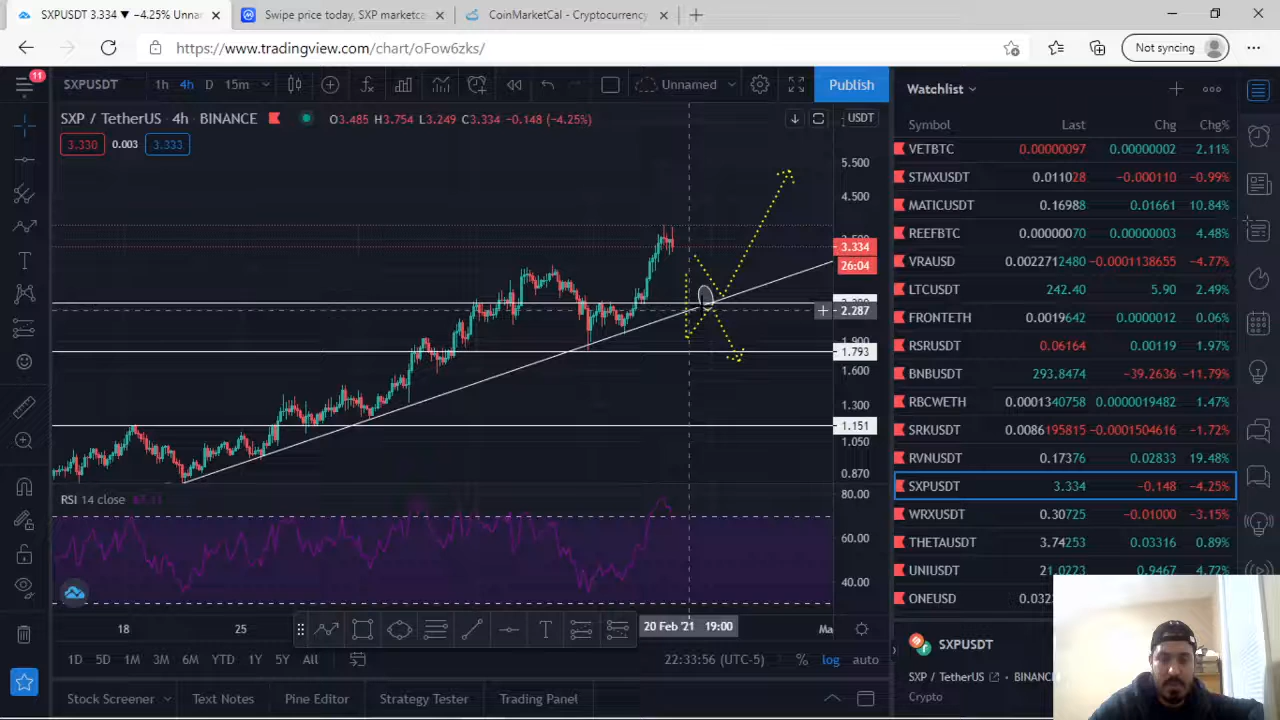 SXPUSDT 3.334 ▼ −4.25% Unnar
Swipe price today, SXP marketca
CoinMarketCal - Cryptocurrency
https://www.tradingview.com/chart/oFow6zks/
Not syncing
11
SXPUSDT 1h 4h D 15m
Unnamed
Publish
SXP / TetherUS 4h BINANCE O3.485 H3.754 L3.249 C3.334 −0.148 (−4.25%)
USDT
3.330 0.003 3.333
5.500
4.500
3.334
26:04
2.287
1.793
1.600
1.300
1.151
1.050
0.870
RSI 14 close
80.00
60.00
40.00
18 25 20 Feb '21 19:00 Ma
1D 5D 1M 3M 6M YTD 1Y 5Y All
22:33:56 (UTC-5) % log auto
Stock Screener Text Notes Pine Editor Strategy Tester Trading Panel
Watchlist
Symbol Last Chg Chg%
VETBTC 0.00000097 0.00000002 2.11%
STMXUSDT 0.011028 −0.000110 −0.99%
MATICUSDT 0.16988 0.01661 10.84%
REEFBTC 0.00000070 0.00000003 4.48%
VRAUSD 0.0022712480 −0.0001138655 −4.77%
LTCUSDT 242.40 5.90 2.49%
FRONTETH 0.0019642 0.0000012 0.06%
RSRUSDT 0.06164 0.00119 1.97%
BNBUSDT 293.8474 −39.2636 −11.79%
RBCWETH 0.0001340758 0.0000019482 1.47%
SRKUSDT 0.0086195815 −0.0001504616 −1.72%
RVNUSDT 0.17376 0.02833 19.48%
SXPUSDT 3.334 −0.148 −4.25%
WRXUSDT 0.30725 −0.01000 −3.15%
THETAUSDT 3.74253 0.03316 0.89%
UNIUSDT 21.0223 0.9467 4.72%
ONEUSD 0.032
SXPUSDT
SXP / TetherUS BINAN
Crypto